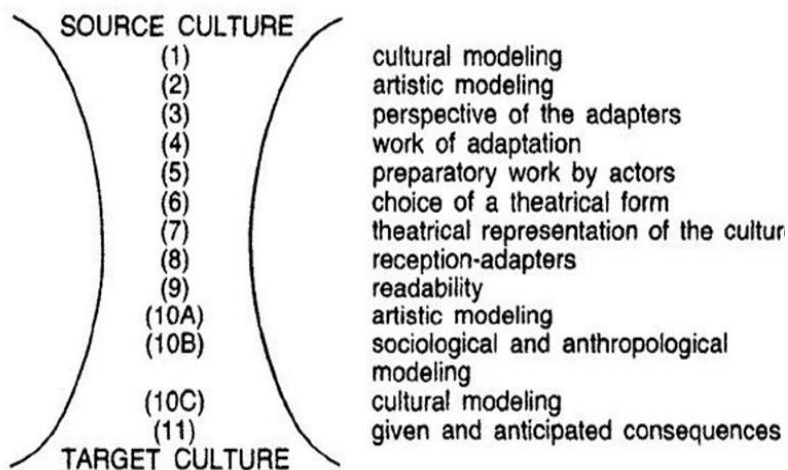 SOURCE CULTURE
(1) cultural modeling
(2) artistic modeling
(3) perspective of the adapters
(4) work of adaptation
(5) preparatory work by actors
(6) choice of a theatrical form
(7) theatrical representation of the cultur
(8) reception-adapters
(9) readability
(10A) artistic modeling
(10B) sociological and anthropological
modeling
(10C) cultural modeling
(11) given and anticipated consequences
TARGET CULTURE